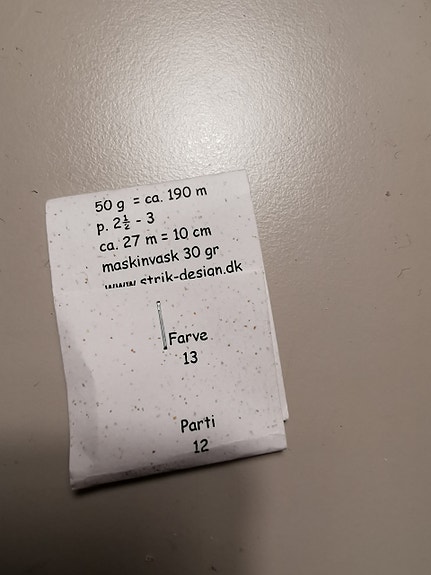 50 g = ca. 190 m
p. 2½ - 3
ca. 27 m = 10 cm
maskinvask 30 gr
www.strik-design.dk
Farve
13
Parti
12